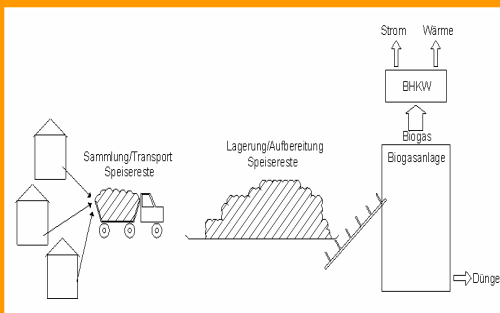 Strom Wärme
BHKW
Biogas
Biogasanlage
Sammlung/Transport
Speisereste
Lagerung/Aufbereitung
Speisereste
Dünge